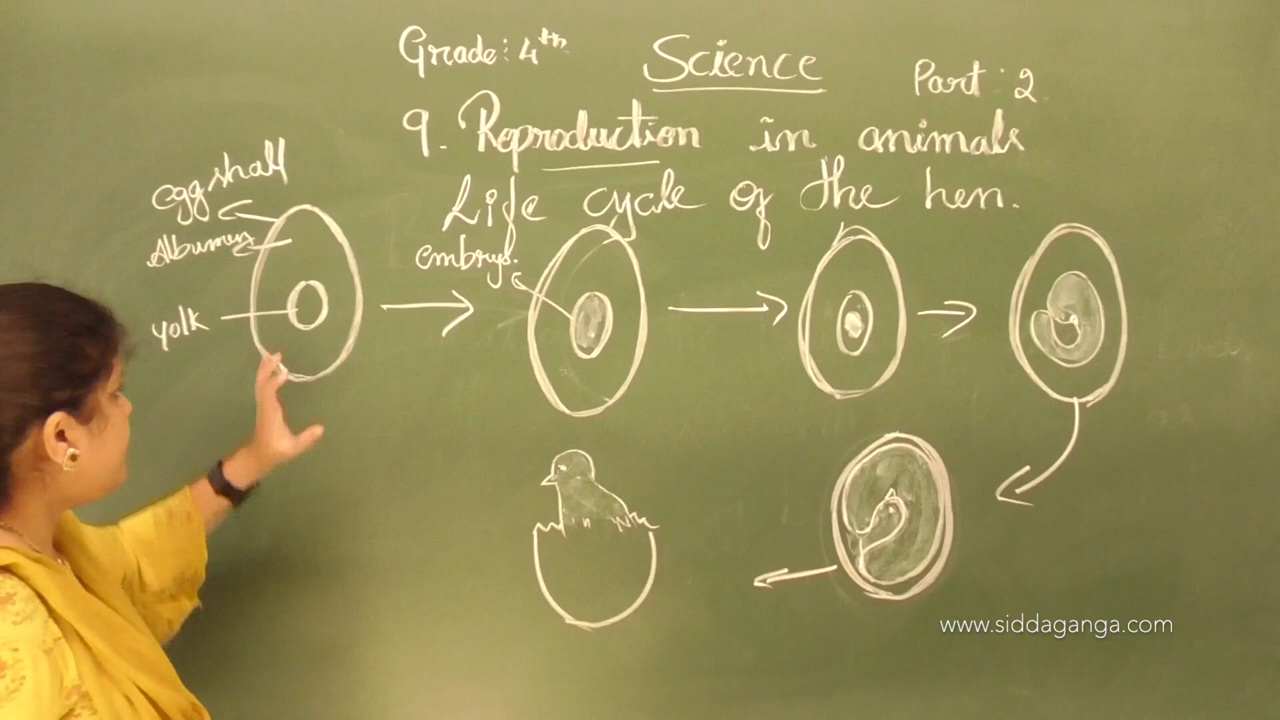 Grade: 4th
Science
Part: 2
9. Reproduction in animals
Life cycle of the hen.
egg shall
Albumen
yolk
embryo.
www.siddaganga.com